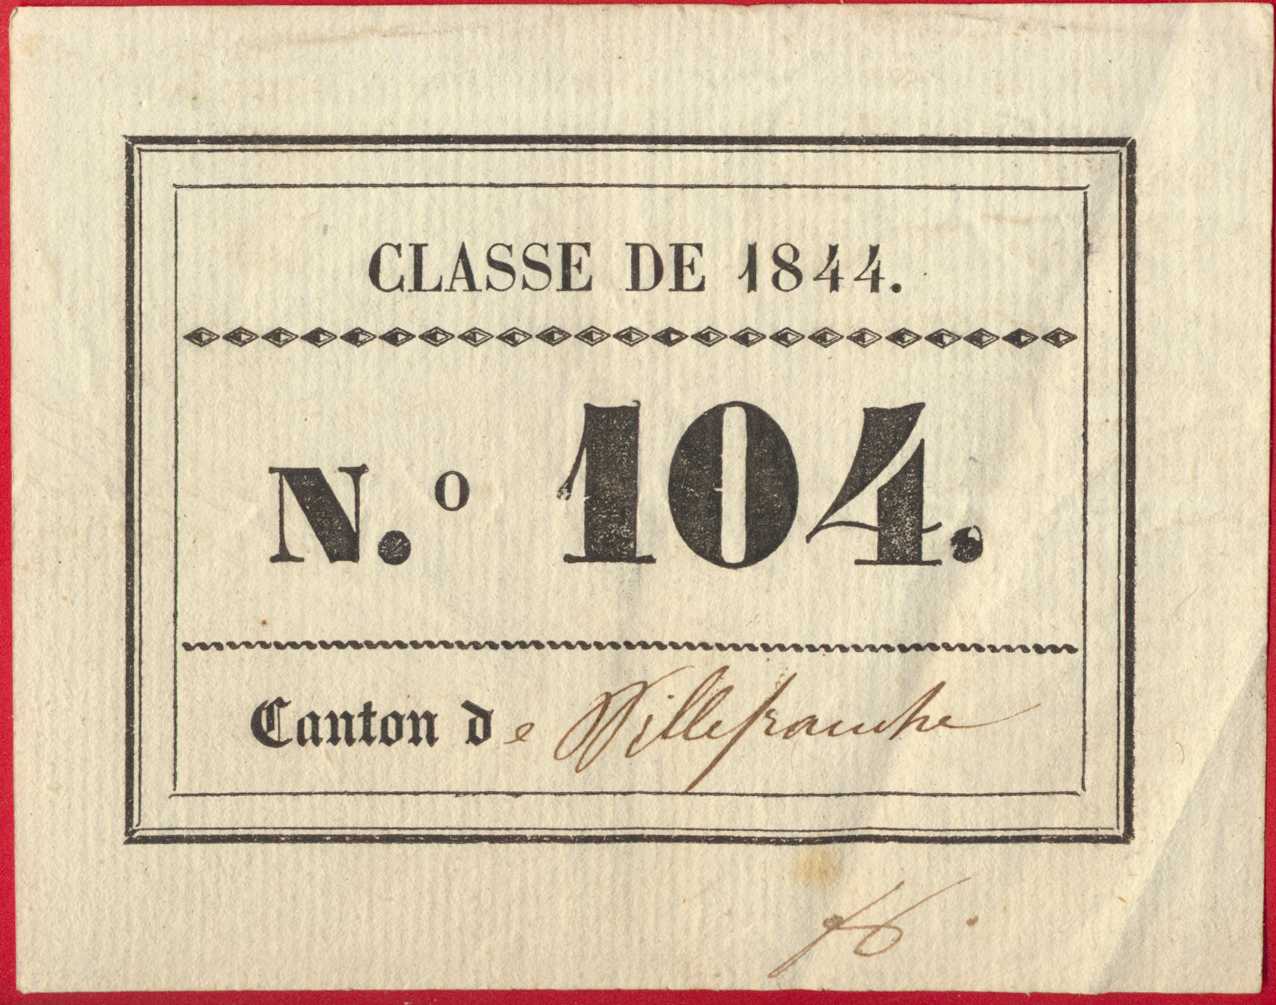 CLASSE DE 1844.
N.º 104.
Canton de Villefranche